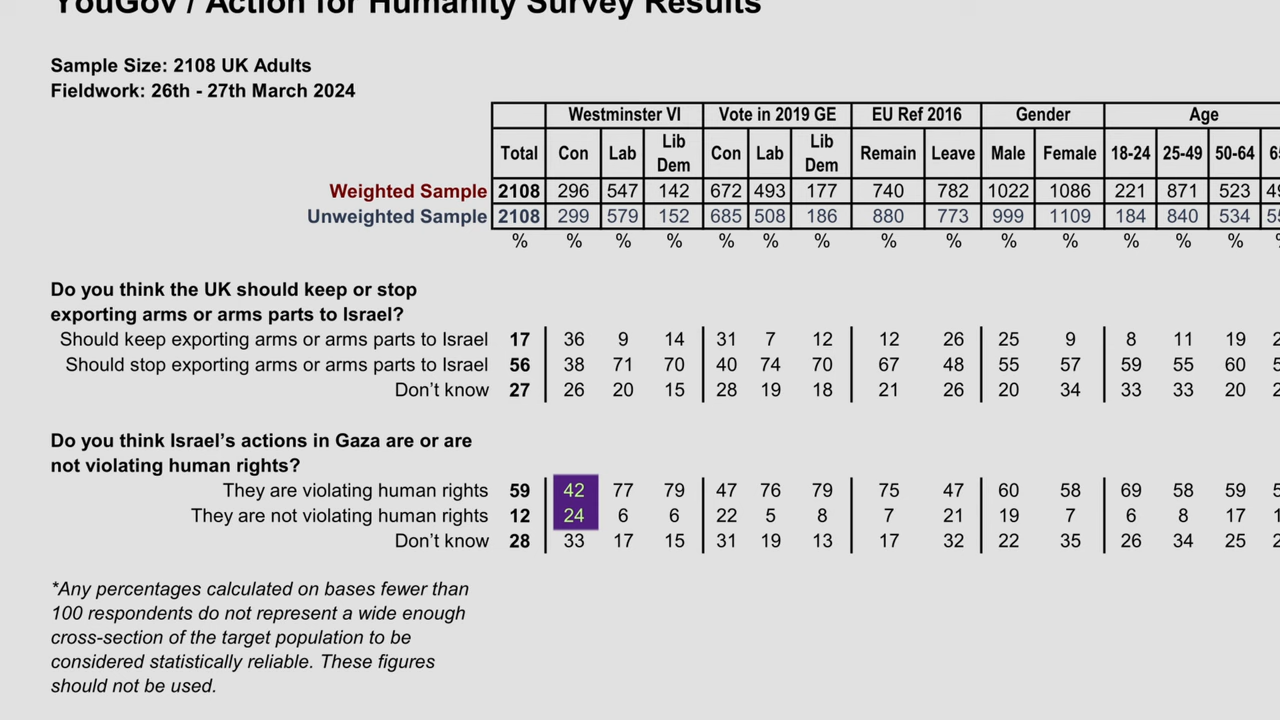 YouGov / Action for Humanity Survey Results
Sample Size: 2108 UK Adults
Fieldwork: 26th - 27th March 2024
Westminster VI Vote in 2019 GE EU Ref 2016 Gender Age
Total Con Lab Lib Dem Con Lab Lib Dem Remain Leave Male Female 18-24 25-49 50-64
Weighted Sample 2108 296 547 142 672 493 177 740 782 1022 1086 221 871 523
Unweighted Sample 2108 299 579 152 685 508 186 880 773 999 1109 184 840 534
% % % % % % % % % % % % % % %
Do you think the UK should keep or stop
exporting arms or arms parts to Israel?
Should keep exporting arms or arms parts to Israel 17 36 9 14 31 7 12 12 26 25 9 8 11 19
Should stop exporting arms or arms parts to Israel 56 38 71 70 40 74 70 67 48 55 57 59 55 60
Don't know 27 26 20 15 28 19 18 21 26 20 34 33 33 20
Do you think Israel's actions in Gaza are or are
not violating human rights?
They are violating human rights 59 42 77 79 47 76 79 75 47 60 58 69 58 59
They are not violating human rights 12 24 6 6 22 5 8 7 21 19 7 6 8 17
Don't know 28 33 17 15 31 19 13 17 32 22 35 26 34 25
*Any percentages calculated on bases fewer than
100 respondents do not represent a wide enough
cross-section of the target population to be
considered statistically reliable. These figures
should not be used.